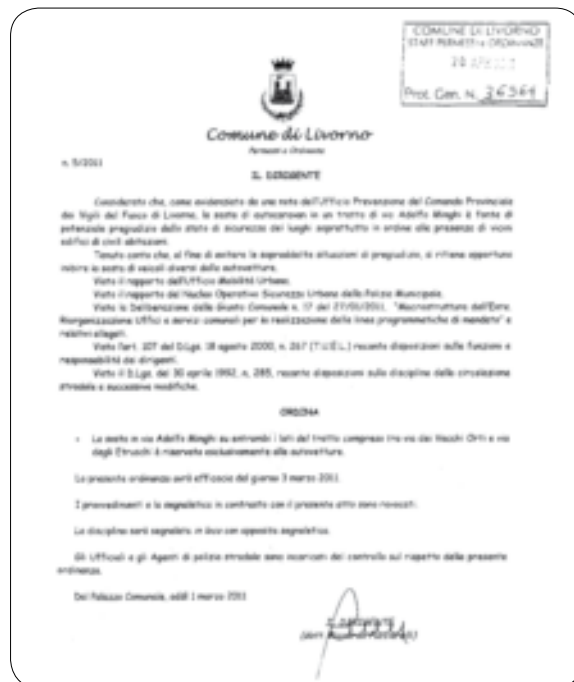 COMUNE DI LIVORNO
STAFF PERMESSI e ORDINANZE
Prot. Gen. N. 26364
Comune di Livorno
Permessi e Ordinanze
n. 5/2011
IL DIRIGENTE
Considerato che, come evidenziato da una nota dell'Ufficio Prevenzione del Comando Provinciale
dei Vigili del Fuoco di Livorno, la sosta di autocaravan in un tratto di via Adolfo Minghi è fonte di
potenziale pregiudizio dello stato di sicurezza dei luoghi soprattutto in ordine alla presenza di vicini
edifici di civili abitazioni.
Tenuto conto che, al fine di evitare le sopraddette situazioni di pregiudizio, si ritiene opportuno
inibire la sosta di veicoli diversi dalle autovetture.
Visto il rapporto dell'Ufficio Mobilità Urbana.
Visto il rapporto del Nucleo Operativo Sicurezza Urbana della Polizia Municipale.
Vista la Deliberazione della Giunta Comunale n. 17 del 27/01/2011, "Macrostruttura dell'Ente.
Riorganizzazione Uffici e servizi comunali per la realizzazione delle linee programmatiche di mandato" e
relativi allegati.
Visto l'art. 107 del D.Lgs. 18 agosto 2000, n. 267 (T.U.E.L.) recante disposizioni sulle funzioni e
responsabilità dei dirigenti.
Visto il D.Lgs. del 30 aprile 1992, n. 285, recante disposizioni sulla disciplina della circolazione
stradale e successive modifiche.
ORDINA
- La sosta in via Adolfo Minghi su entrambi i lati del tratto compreso tra via dei Vecchi Orti e via
degli Etruschi è riservata esclusivamente alle autovetture.
La presente ordinanza avrà efficacia dal giorno 3 marzo 2011.
I provvedimenti e la segnaletica in contrasto con il presente atto sono revocati.
La disciplina sarà segnalata in loco con apposita segnaletica.
Gli Ufficiali e gli Agenti di polizia stradale sono incaricati del controllo sul rispetto della presente
ordinanza.
Dal Palazzo Comunale, addì 1 marzo 2011
IL DIRIGENTE